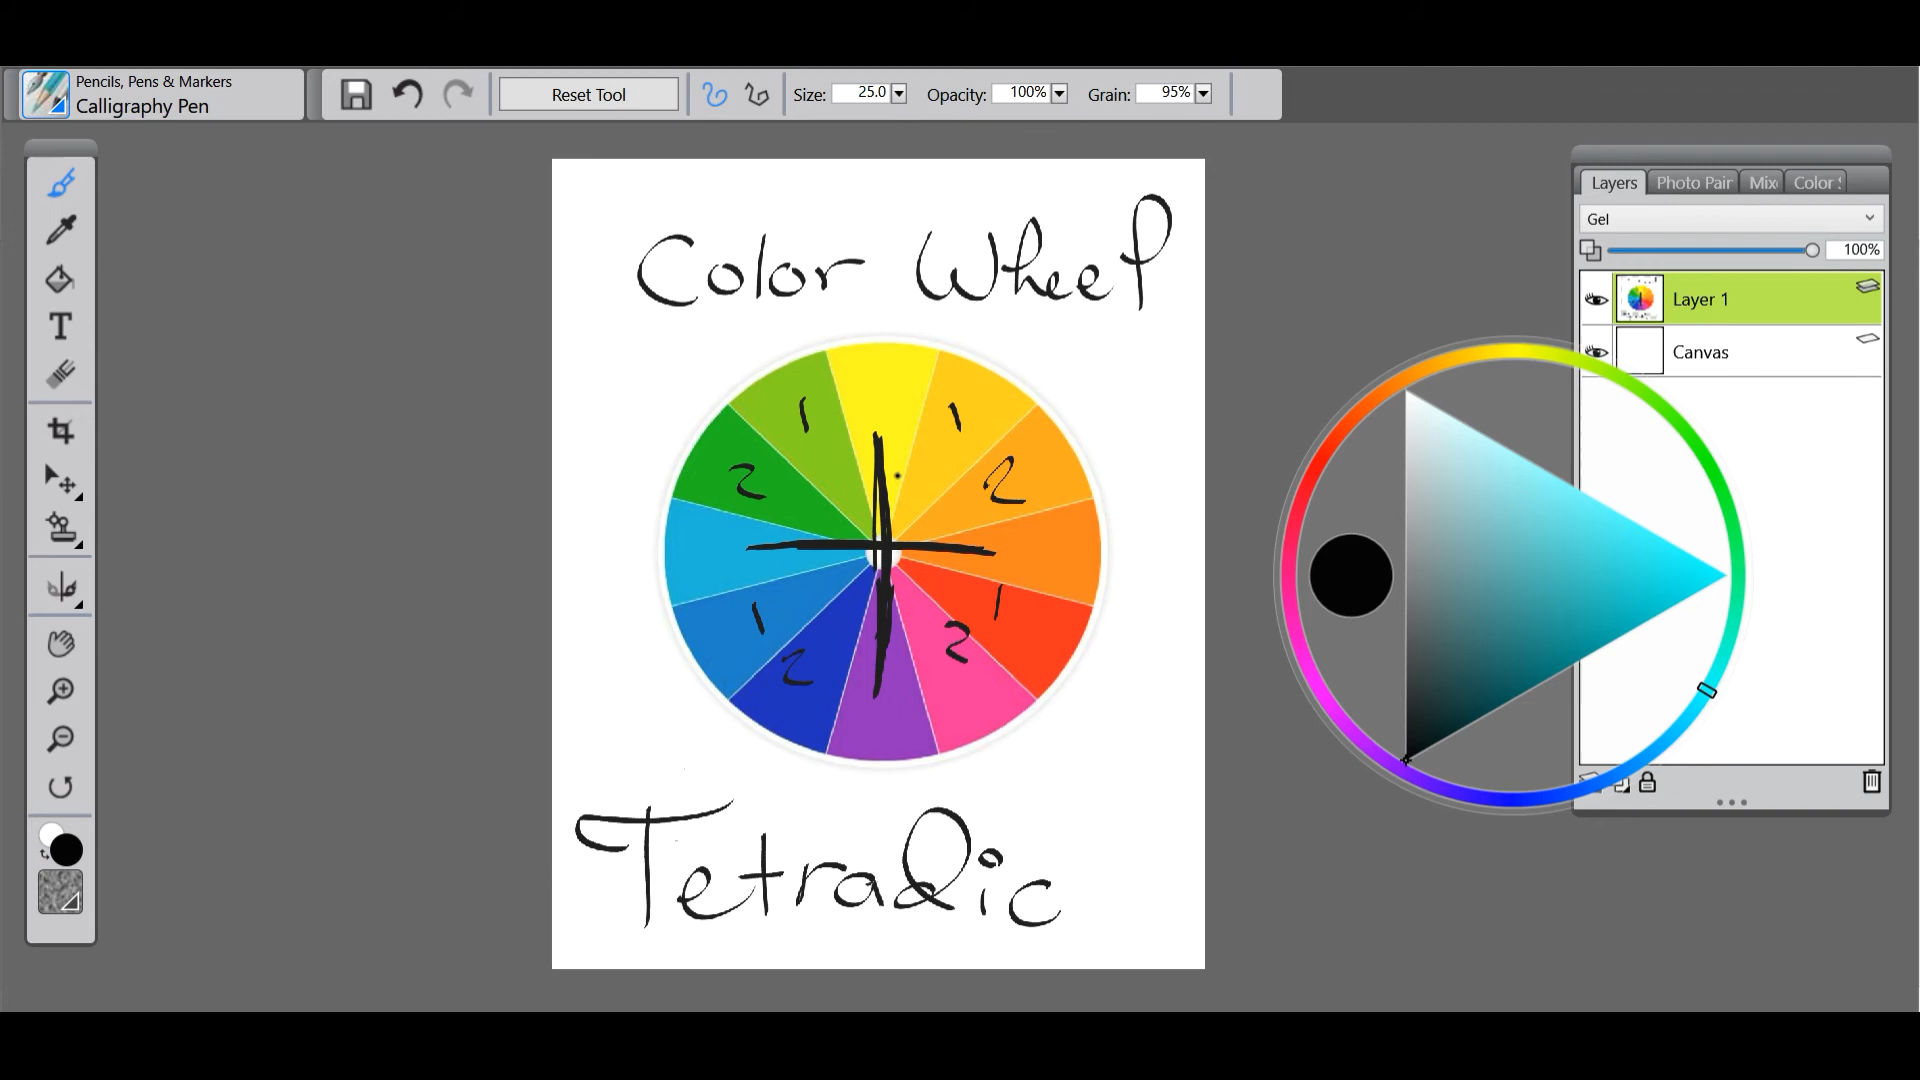 Pencils, Pens & Markers
Calligraphy Pen
Reset Tool
Size: 25.0
Opacity: 100%
Grain: 95%
Layers Photo Pair Mix Color
Gel
100%
Layer 1
Canvas
T
Color Wheel
1 1
2 2
1 1
2 2
Tetradic